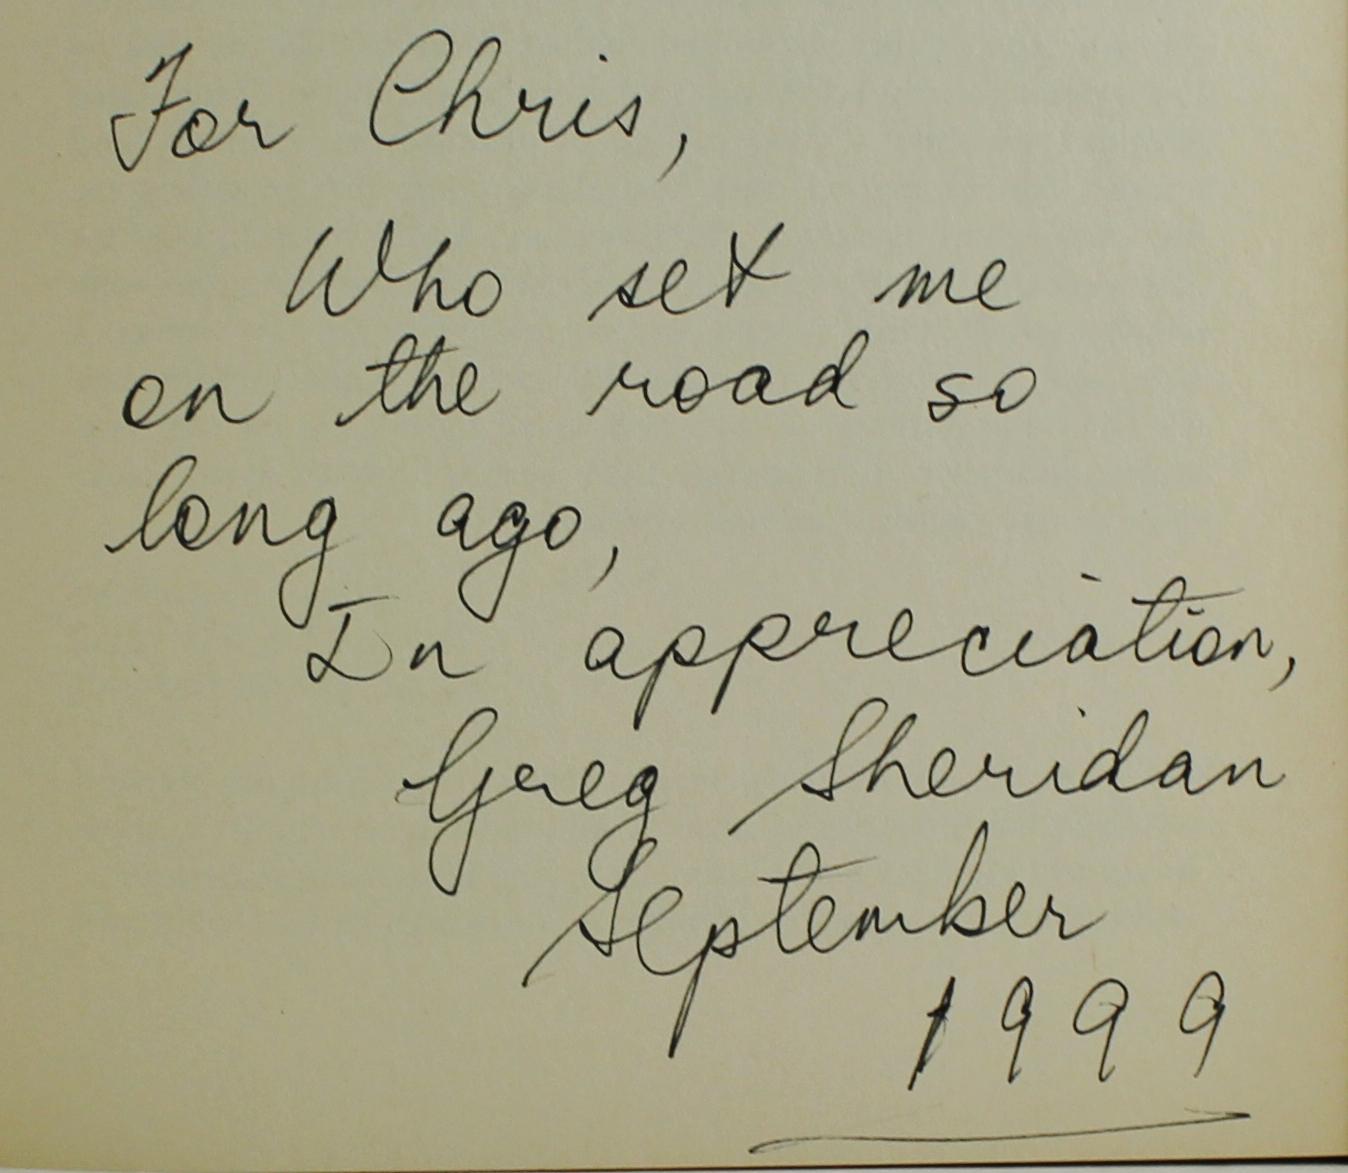 For Chris,
Who set me
on the road so
long ago,
In appreciation,
Greg Sheridan
September
1999